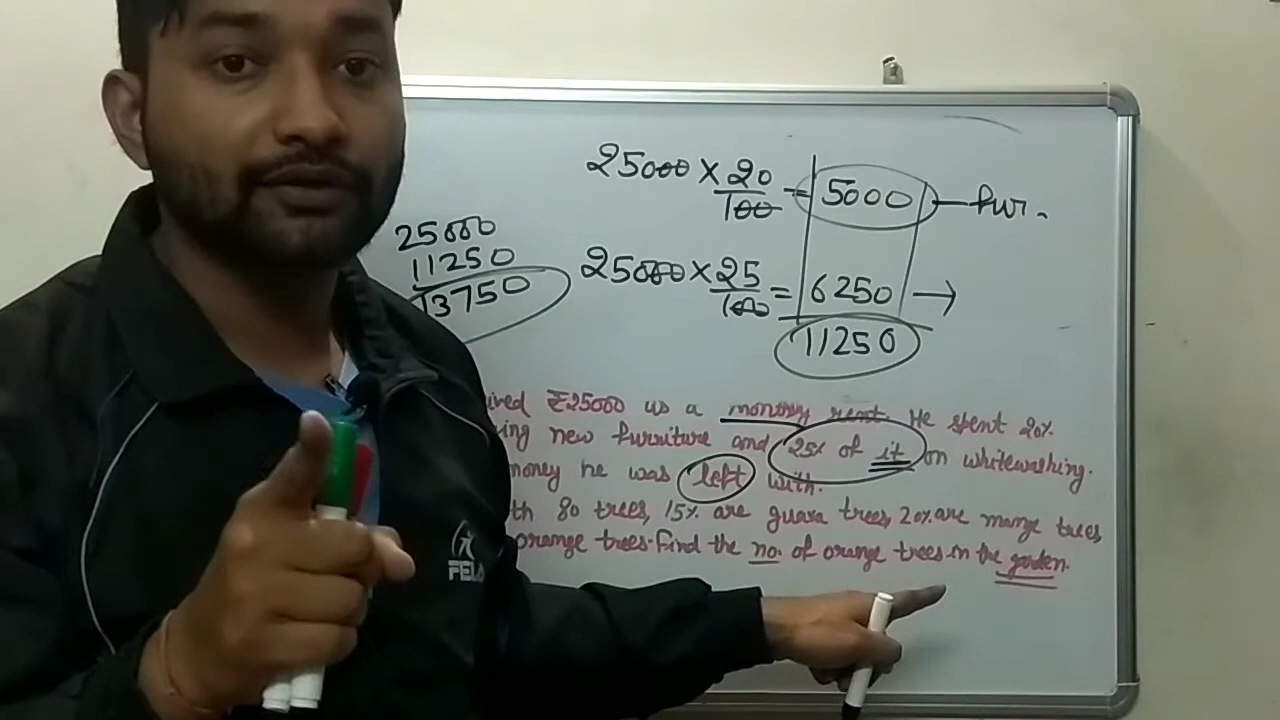 25000 × 20/100 = 5000 — fur.
25000 × 25/100 = 6250 →
11250
25000
11250
13750
ived ₹25000 as a monthly rent. He spent 20%
ing new furniture and 25% of it on whitewashing.
money he was left with.
th 80 trees, 15% are guava trees, 20% are mango trees
orange trees. Find the no. of orange trees in the garden.